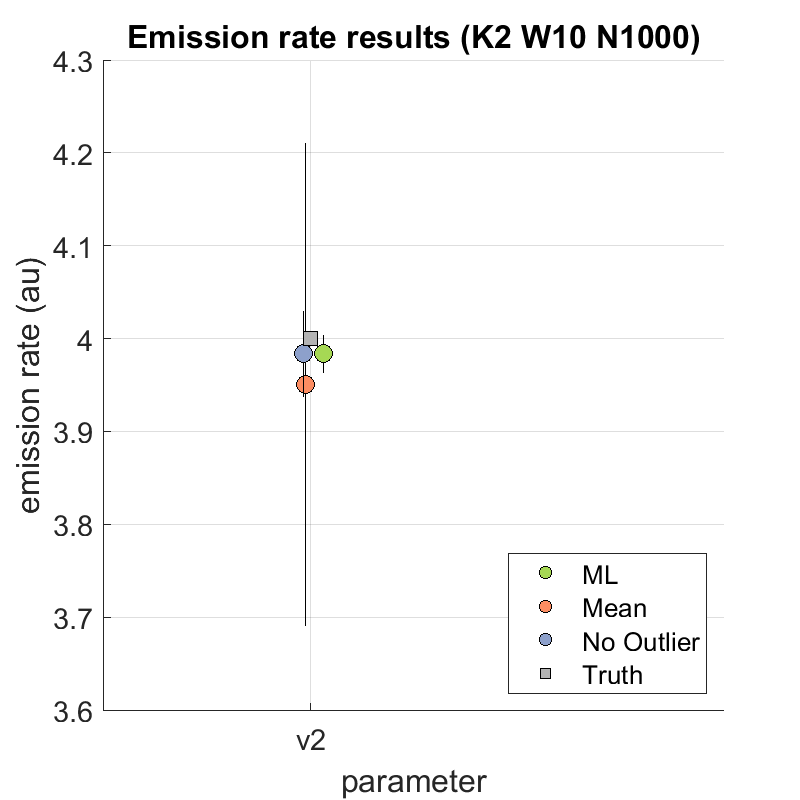 Emission rate results (K2 W10 N1000)
4.3
4.2
4.1
4
3.9
3.8
3.7
3.6
emission rate (au)
ML
Mean
No Outlier
Truth
v2
parameter